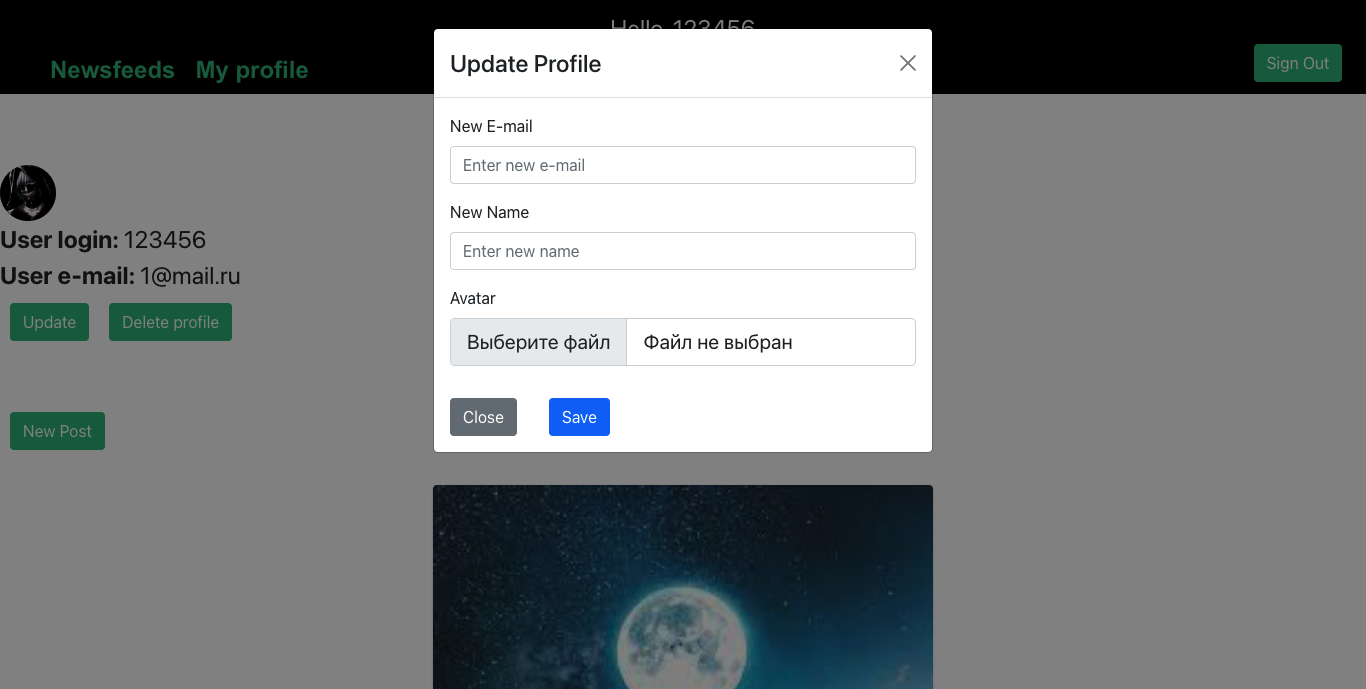 Hello, 123456
Newsfeeds My profile
Sign Out
Update Profile
New E-mail
Enter new e-mail
New Name
Enter new name
Avatar
Выберите файл Файл не выбран
Close Save
User login: 123456
User e-mail: 1@mail.ru
Update Delete profile
New Post